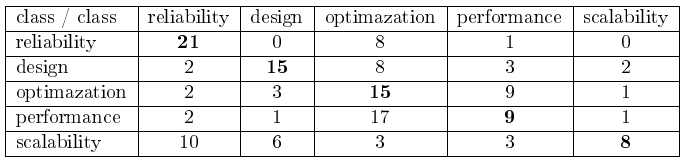 class / class reliability design optimazation performance scalability
reliability 21 0 8 1 0
design 2 15 8 3 2
optimazation 2 3 15 9 1
performance 2 1 17 9 1
scalability 10 6 3 3 8